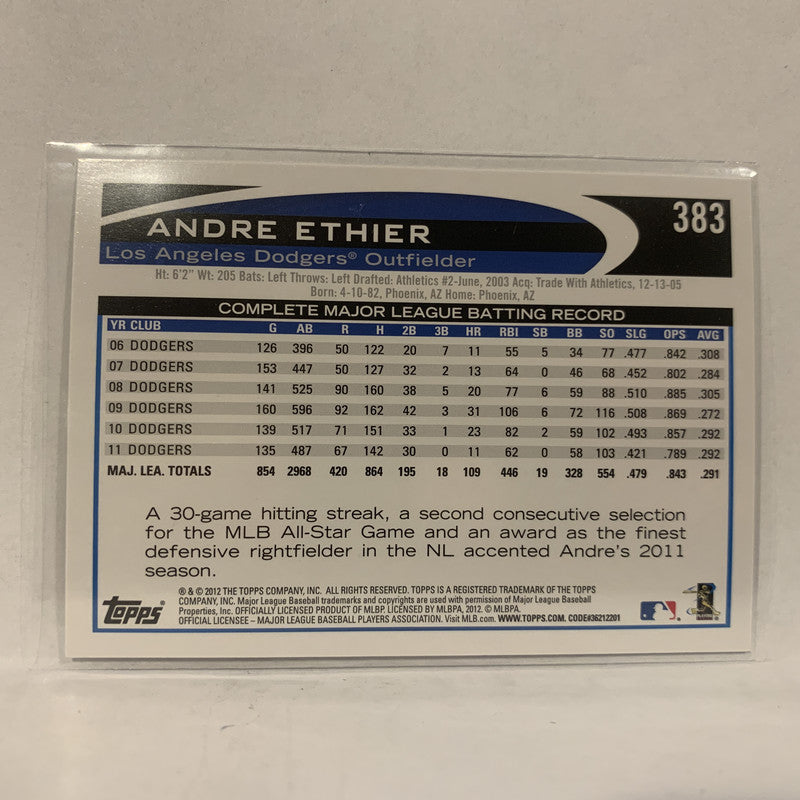 383
ANDRE ETHIER
Los Angeles Dodgers® Outfielder
Ht: 6'2" Wt: 205 Bats: Left Throws: Left Drafted: Athletics #2-June, 2003 Acq: Trade With Athletics, 12-13-05
Born: 4-10-82, Phoenix, AZ Home: Phoenix, AZ
COMPLETE MAJOR LEAGUE BATTING RECORD
YR CLUB G AB R H 2B 3B HR RBI SB BB SO SLG OPS AVG
06 DODGERS 126 396 50 122 20 7 11 55 5 34 77 .477 .842 .308
07 DODGERS 153 447 50 127 32 2 13 64 0 46 68 .452 .802 .284
08 DODGERS 141 525 90 160 38 5 20 77 6 59 88 .510 .885 .305
09 DODGERS 160 596 92 162 42 3 31 106 6 72 116 .508 .869 .272
10 DODGERS 139 517 71 151 33 1 23 82 2 59 102 .493 .857 .292
11 DODGERS 135 487 67 142 30 0 11 62 0 58 103 .421 .789 .292
MAJ. LEA. TOTALS 854 2968 420 864 195 18 109 446 19 328 554 .479 .843 .291
A 30-game hitting streak, a second consecutive selection
for the MLB All-Star Game and an award as the finest
defensive rightfielder in the NL accented Andre's 2011
season.
topps
® & © 2012 THE TOPPS COMPANY, INC. ALL RIGHTS RESERVED. TOPPS IS A REGISTERED TRADEMARK OF THE TOPPS
COMPANY, INC. Major League Baseball trademarks and copyrights are used with permission of Major League Baseball
Properties, Inc. OFFICIALLY LICENSED PRODUCT OF MLBP. LICENSED BY MLBPA, 2012. © MLBPA.
OFFICIAL LICENSEE – MAJOR LEAGUE BASEBALL PLAYERS ASSOCIATION. Visit MLB.com. WWW.TOPPS.COM. CODE#36212201